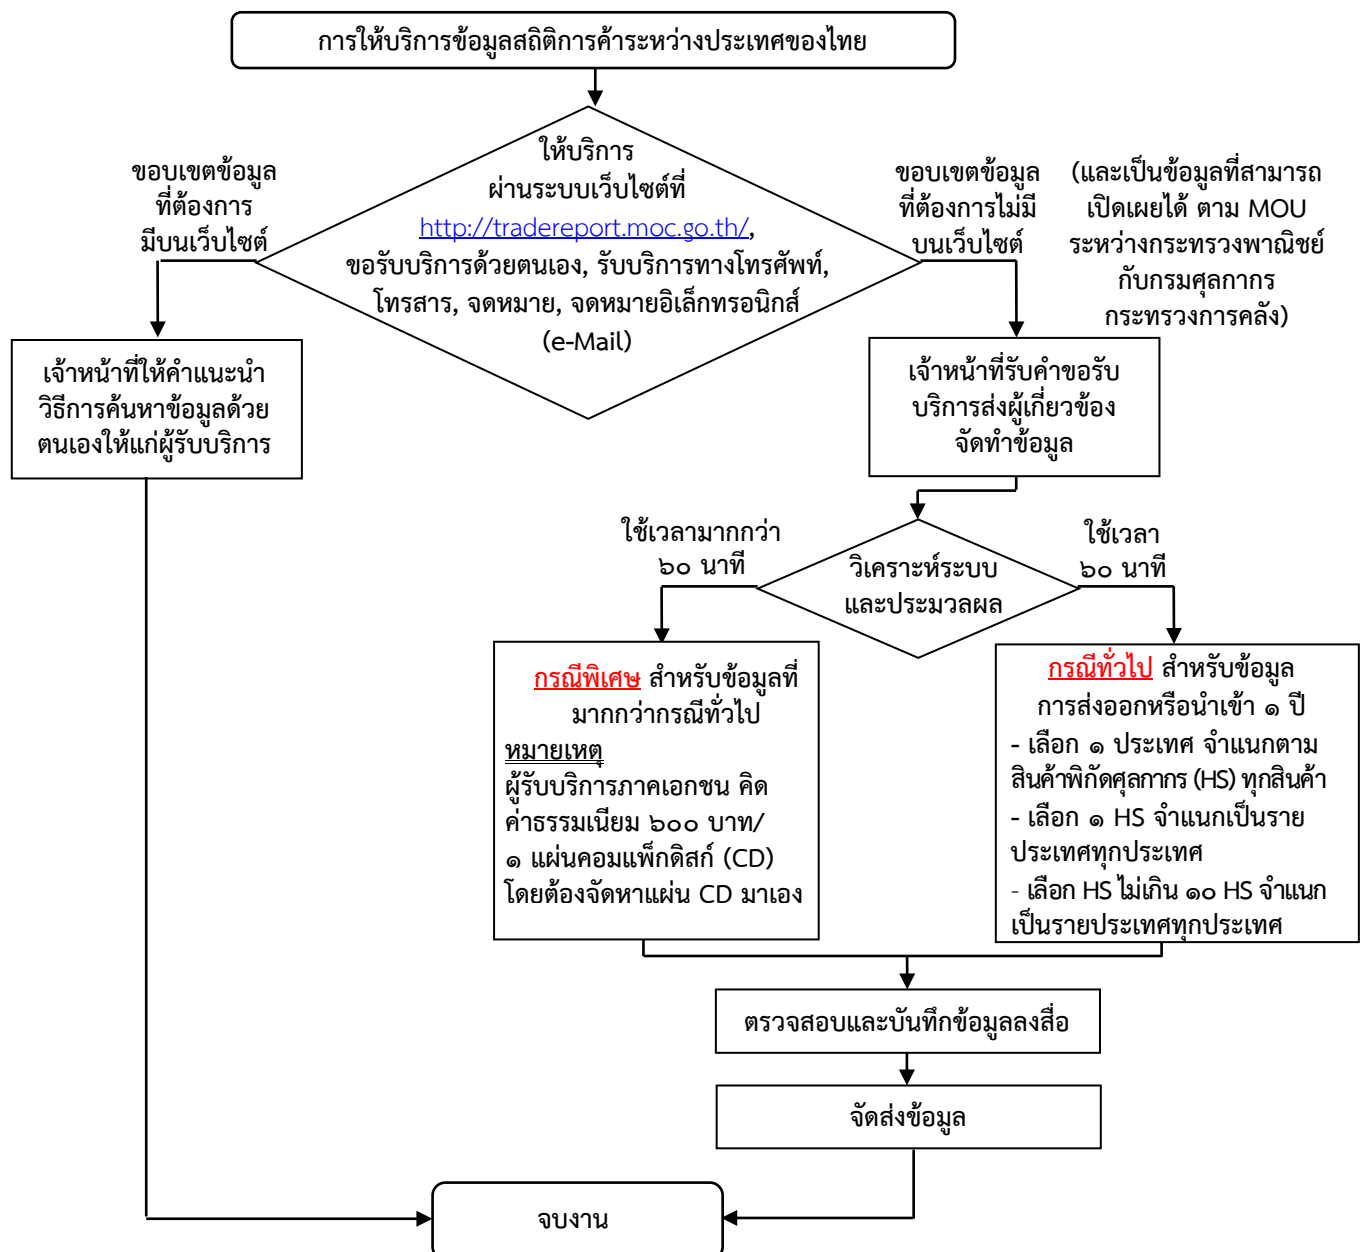 การให้บริการข้อมูลสถิติการค้าระหว่างประเทศของไทย
ให้บริการ
ผ่านระบบเว็บไซต์ที่
http://tradereport.moc.go.th/,
ขอรับบริการด้วยตนเอง, รับบริการทางโทรศัพท์,
โทรสาร, จดหมาย, จดหมายอิเล็กทรอนิกส์
(e-Mail)
ขอบเขตข้อมูล
ที่ต้องการ
มีบนเว็บไซต์
ขอบเขตข้อมูล
ที่ต้องการไม่มี
บนเว็บไซต์
(และเป็นข้อมูลที่สามารถ
เปิดเผยได้ ตาม MOU
ระหว่างกระทรวงพาณิชย์
กับกรมศุลกากร
กระทรวงการคลัง)
เจ้าหน้าที่ให้คำแนะนำ
วิธีการค้นหาข้อมูลด้วย
ตนเองให้แก่ผู้รับบริการ
เจ้าหน้าที่รับคำขอรับ
บริการส่งผู้เกี่ยวข้อง
จัดทำข้อมูล
ใช้เวลามากกว่า
๖๐ นาที
วิเคราะห์ระบบ
และประมวลผล
ใช้เวลา
๖๐ นาที
กรณีพิเศษ สำหรับข้อมูลที่
มากกว่ากรณีทั่วไป
หมายเหตุ
ผู้รับบริการภาคเอกชน คิด
ค่าธรรมเนียม ๖๐๐ บาท/
๑ แผ่นคอมแพ็กดิสก์ (CD)
โดยต้องจัดหาแผ่น CD มาเอง
กรณีทั่วไป สำหรับข้อมูล
การส่งออกหรือนำเข้า ๑ ปี
- เลือก ๑ ประเทศ จำแนกตาม
สินค้าพิกัดศุลกากร (HS) ทุกสินค้า
- เลือก ๑ HS จำแนกเป็นราย
ประเทศทุกประเทศ
- เลือก HS ไม่เกิน ๑๐ HS จำแนก
เป็นรายประเทศทุกประเทศ
ตรวจสอบและบันทึกข้อมูลลงสื่อ
จัดส่งข้อมูล
จบงาน